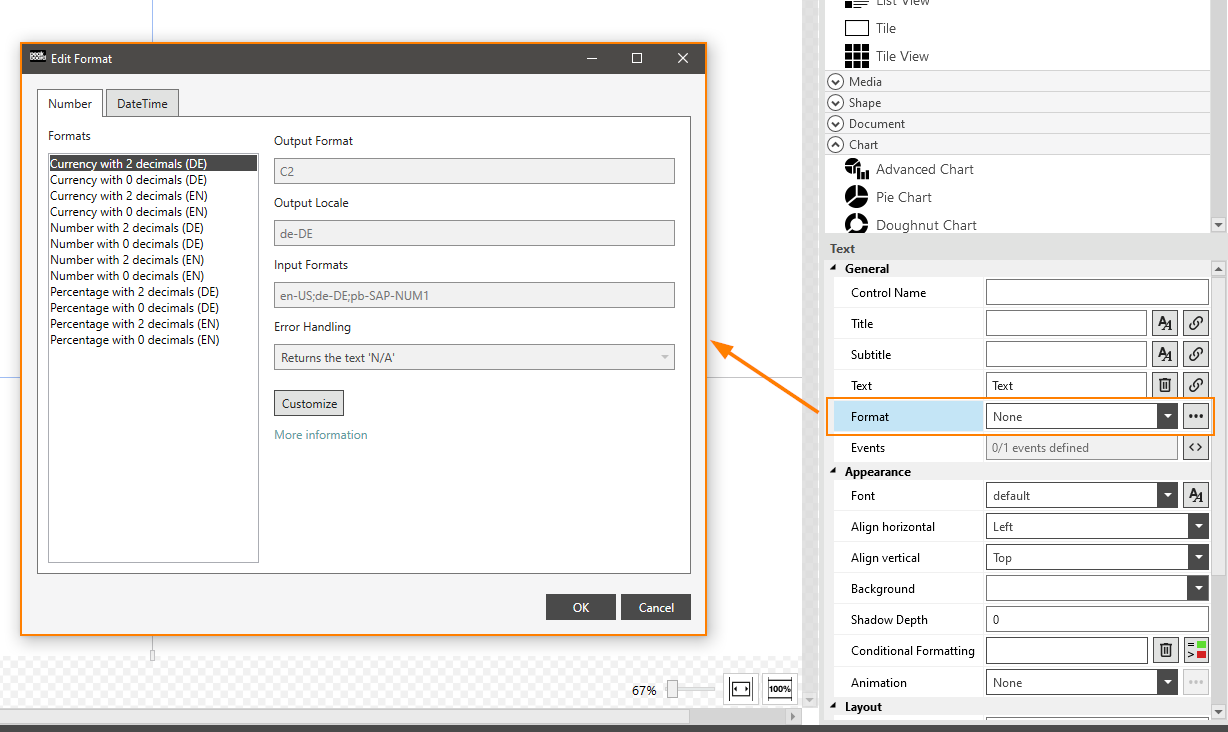 peak
board
Edit Format
Number
DateTime
Formats
Currency with 2 decimals (DE)
Currency with 0 decimals (DE)
Currency with 2 decimals (EN)
Currency with 0 decimals (EN)
Number with 2 decimals (DE)
Number with 0 decimals (DE)
Number with 2 decimals (EN)
Number with 0 decimals (EN)
Percentage with 2 decimals (DE)
Percentage with 0 decimals (DE)
Percentage with 2 decimals (EN)
Percentage with 0 decimals (EN)
Output Format
C2
Output Locale
de-DE
Input Formats
en-US;de-DE;pb-SAP-NUM1
Error Handling
Returns the text 'N/A'
Customize
More information
OK
Cancel
67%
100%
List View
Tile
Tile View
Media
Shape
Document
Chart
Advanced Chart
Pie Chart
Doughnut Chart
Text
General
Control Name
Title
Subtitle
Text Text
Format None
Events 0/1 events defined
Appearance
Font default
Align horizontal Left
Align vertical Top
Background
Shadow Depth 0
Conditional Formatting
Animation None
Layout